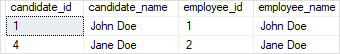 candidate_id candidate_name employee_id employee_name
1 John Doe 1 John Doe
4 Jane Doe 2 Jane Doe